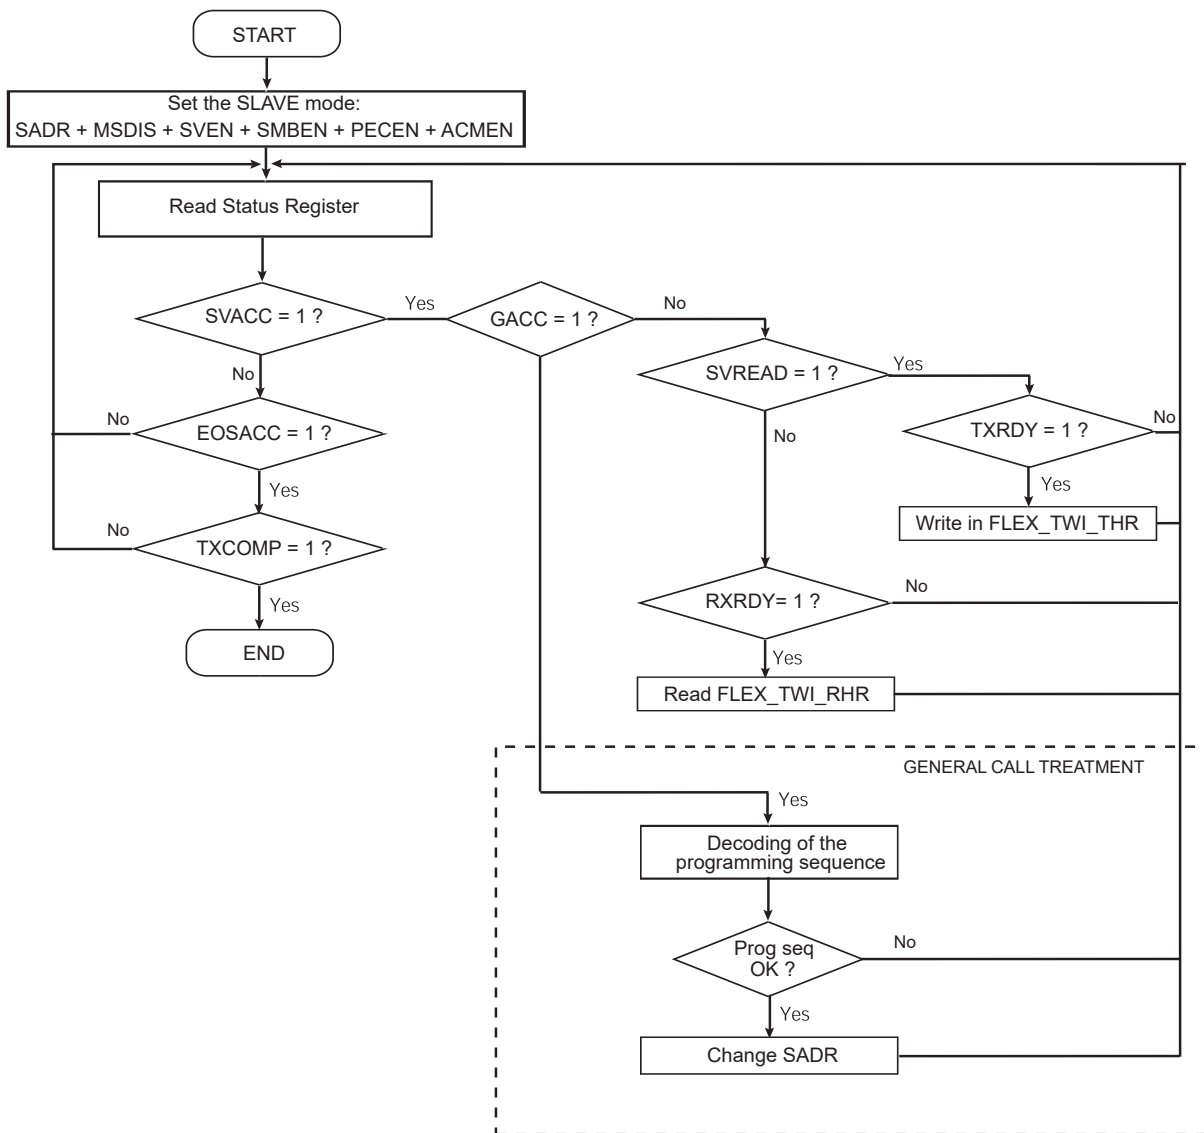 START
Set the SLAVE mode:
SADR + MSDIS + SVEN + SMBEN + PECEN + ACMEN
Read Status Register
SVACC = 1 ?
Yes
GACC = 1 ?
No
SVREAD = 1 ?
Yes
No
EOSACC = 1 ?
No
TXRDY = 1 ?
No
No
Yes
Yes
Write in FLEX_TWI_THR
TXCOMP = 1 ?
No
Yes
RXRDY= 1 ?
No
END
Yes
Read FLEX_TWI_RHR
GENERAL CALL TREATMENT
Yes
Decoding of the
programming sequence
Prog seq
OK ?
No
Yes
Change SADR